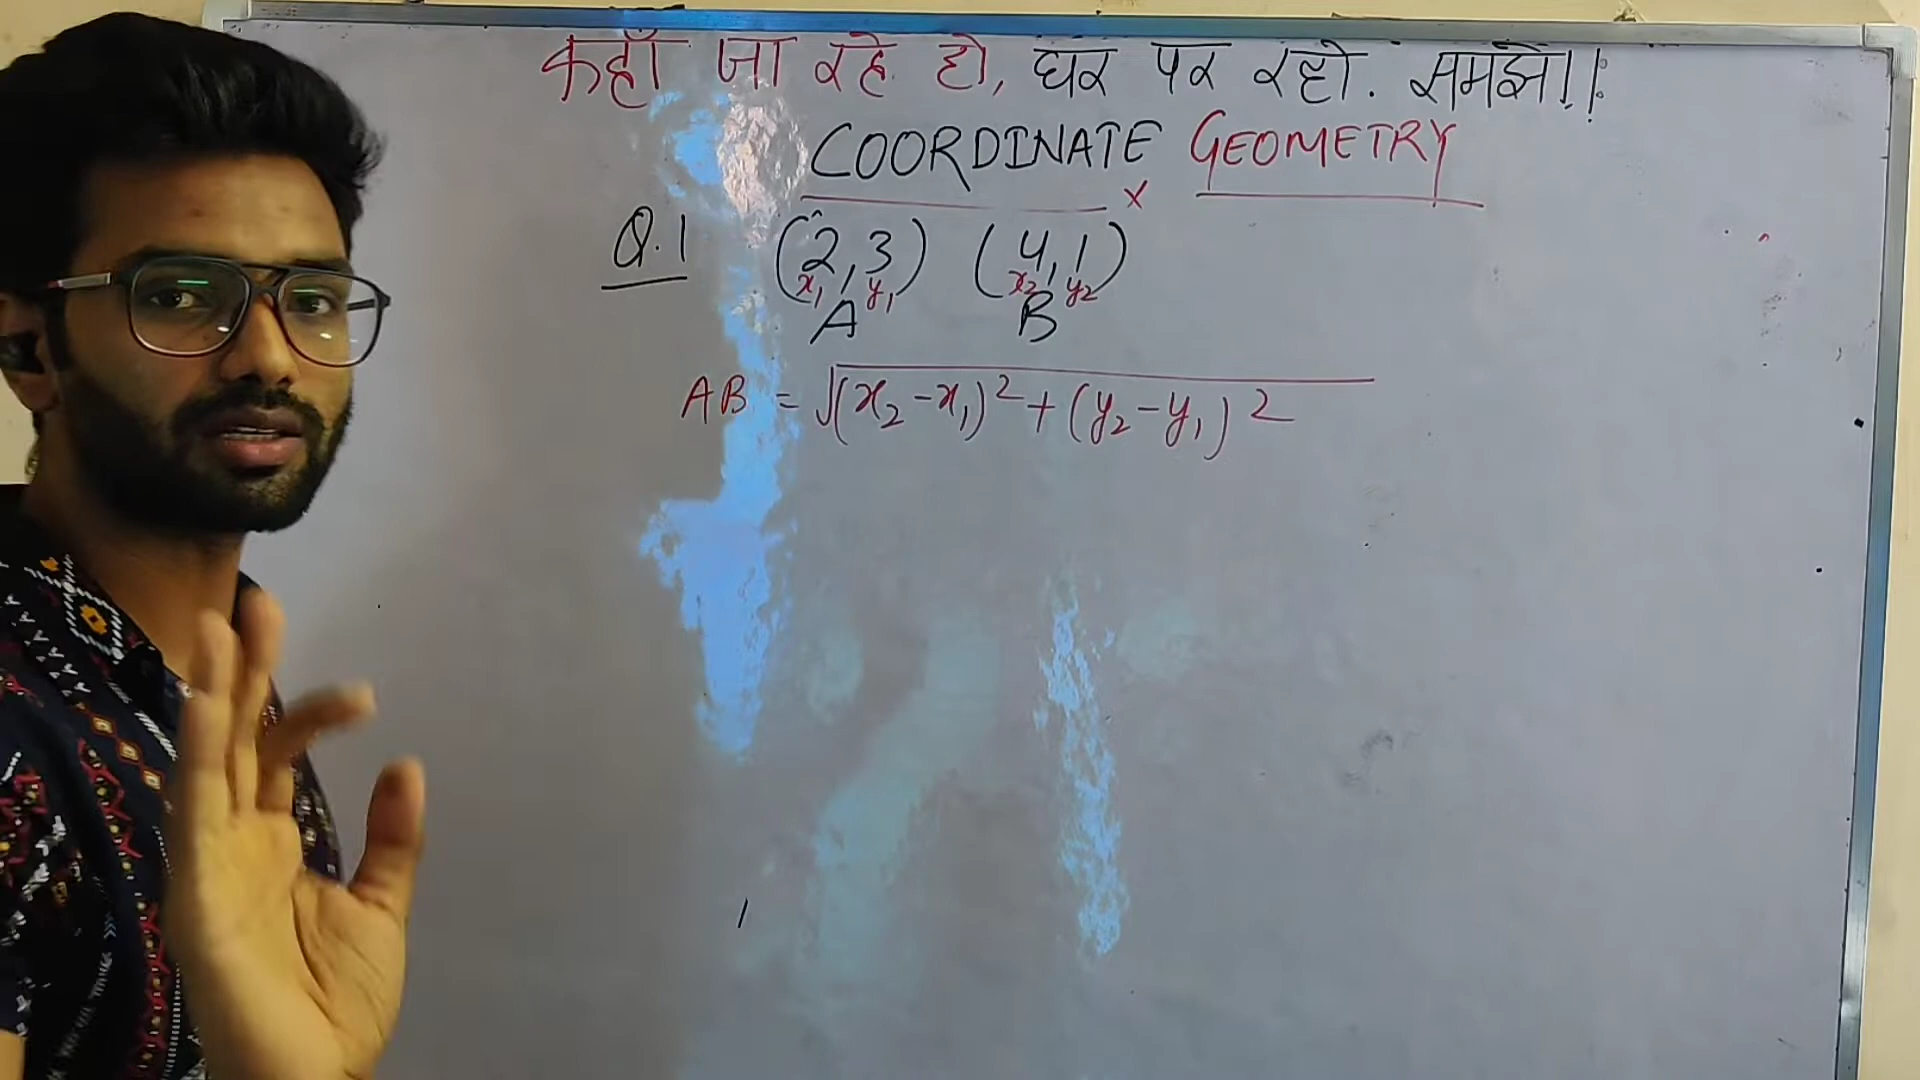 कहाँ जा रहे हो, घर पर रहो. समझे!!
COORDINATE GEOMETRY
x
Q.1 (2,3) (4,1)
x₁ y₁ x₂ y₂
A B
AB = √(x₂-x₁)²+(y₂-y₁)²